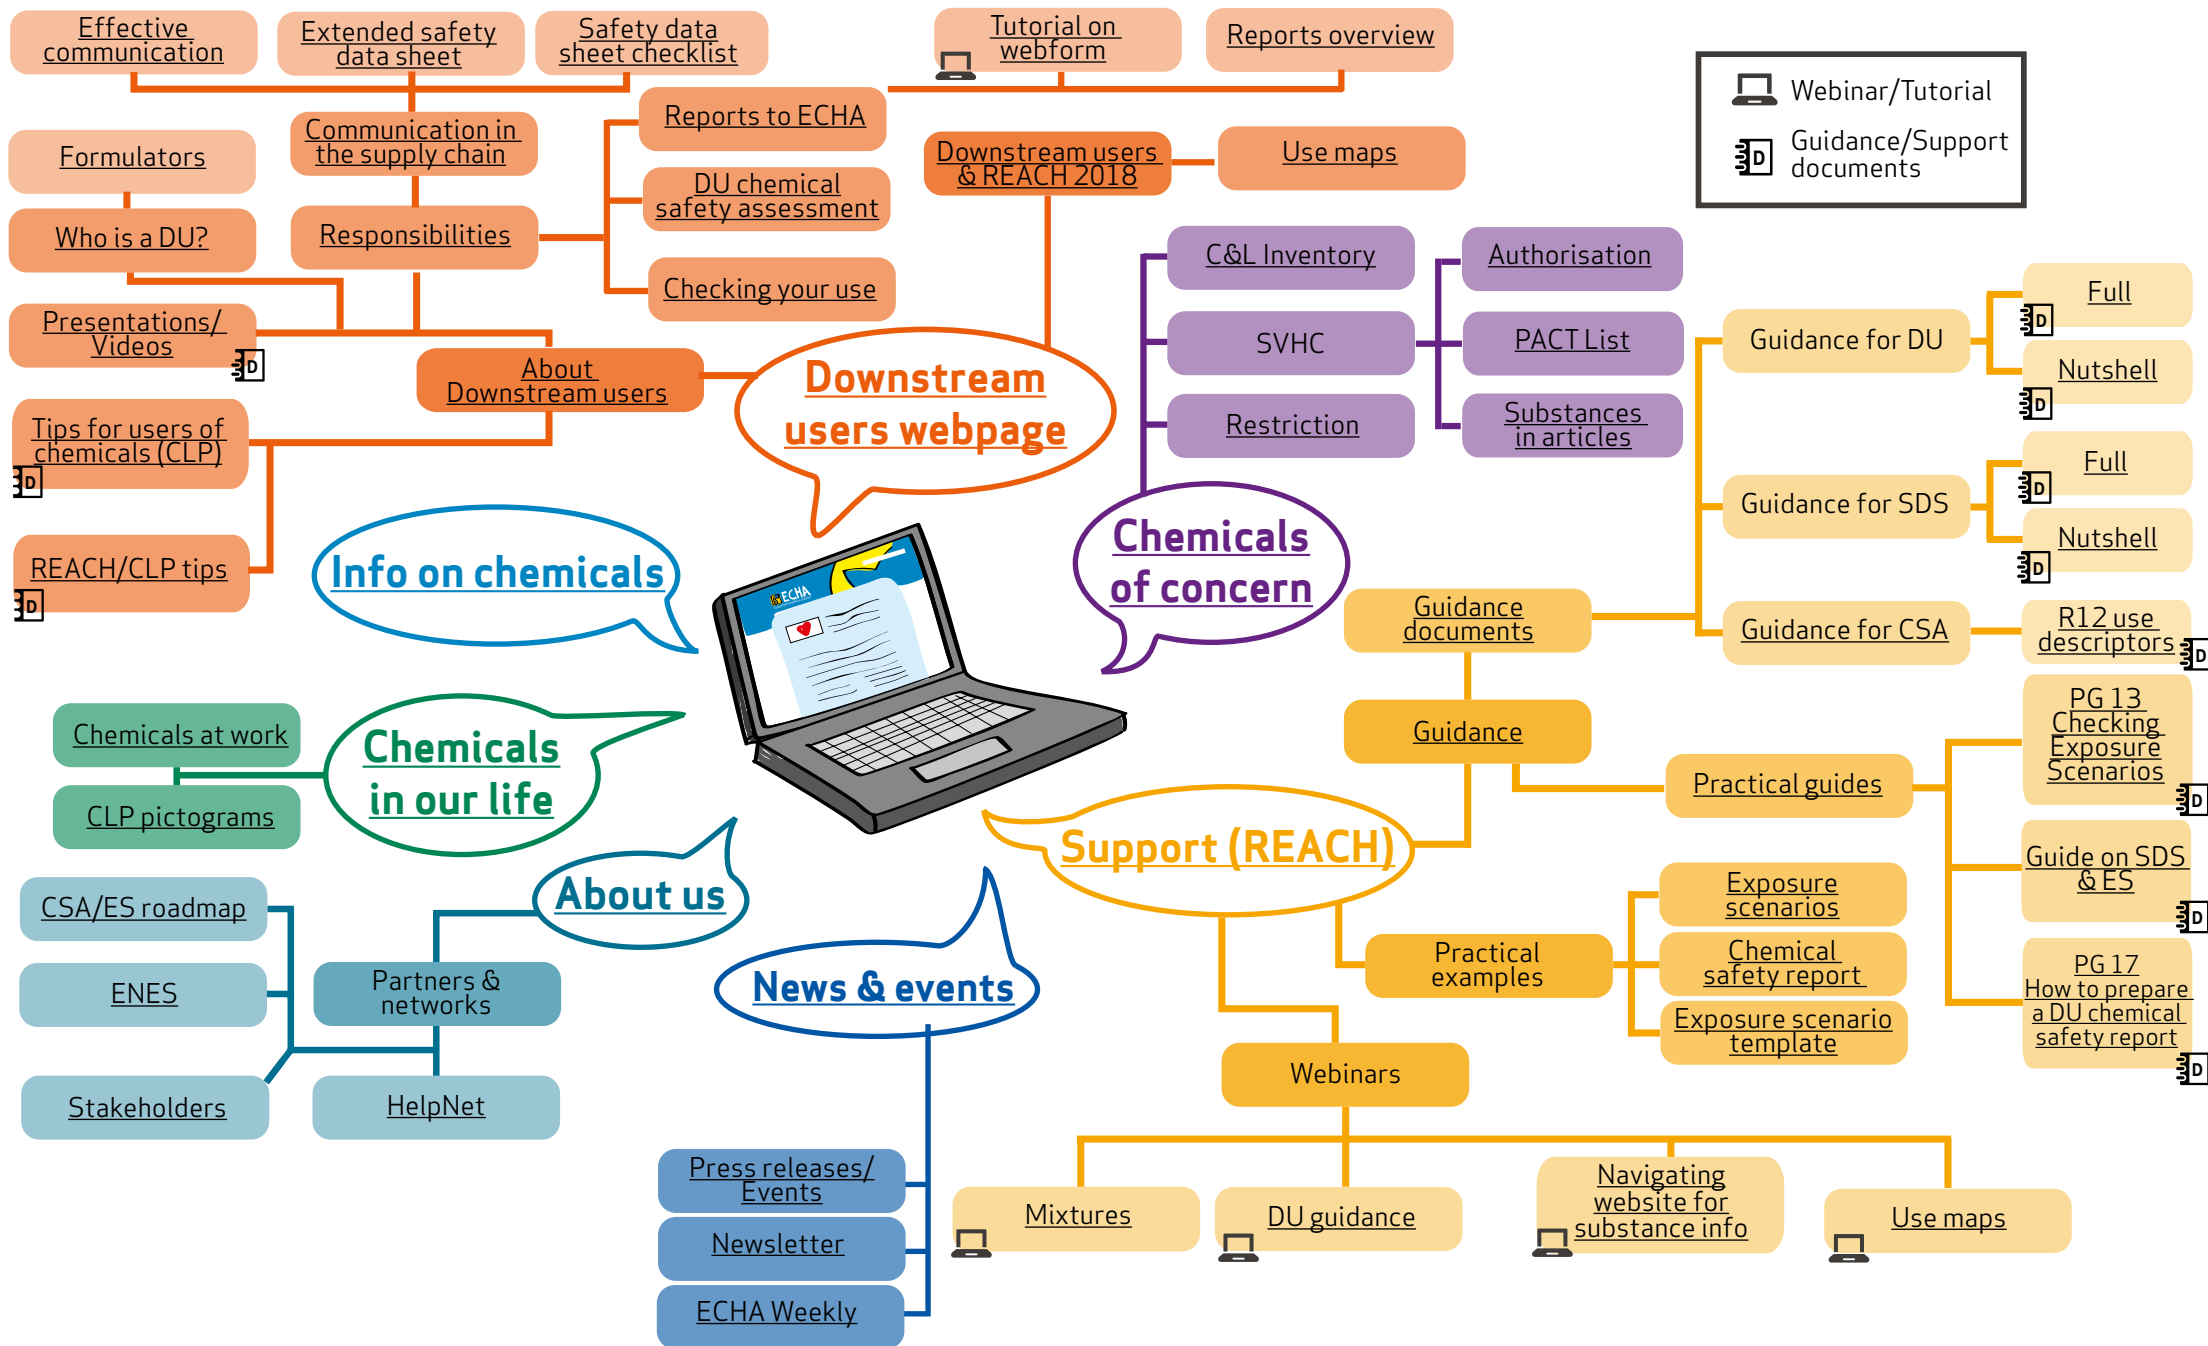 Effective
communication
Extended safety
data sheet
Safety data
sheet checklist
Tutorial on
webform
Reports overview
Webinar/Tutorial
Guidance/Support
documents
D
Formulators
Communication in
the supply chain
Reports to ECHA
Downstream users
& REACH 2018
Use maps
Who is a DU?
Responsibilities
DU chemical
safety assessment
Checking your use
Presentations/
Videos
D
About
Downstream users
Tips for users of
chemicals (CLP)
D
REACH/CLP tips
D
Downstream
users webpage
C&L Inventory
SVHC
Restriction
Authorisation
PACT List
Substances
in articles
Chemicals
of concern
Info on chemicals
ECHA
Guidance for DU
Full
D
Nutshell
D
Guidance for SDS
Full
D
Nutshell
D
Guidance
documents
Guidance for CSA
R12 use
descriptors
D
Guidance
Practical guides
PG 13
Checking
Exposure
Scenarios
D
Guide on SDS
& ES
D
PG 17
How to prepare
a DU chemical
safety report
D
Chemicals at work
CLP pictograms
Chemicals
in our life
Support (REACH)
Practical
examples
Exposure
scenarios
Chemical
safety report
Exposure scenario
template
About us
CSA/ES roadmap
ENES
Partners &
networks
Stakeholders
HelpNet
News & events
Press releases/
Events
Newsletter
ECHA Weekly
Webinars
Mixtures
DU guidance
Navigating
website for
substance info
Use maps